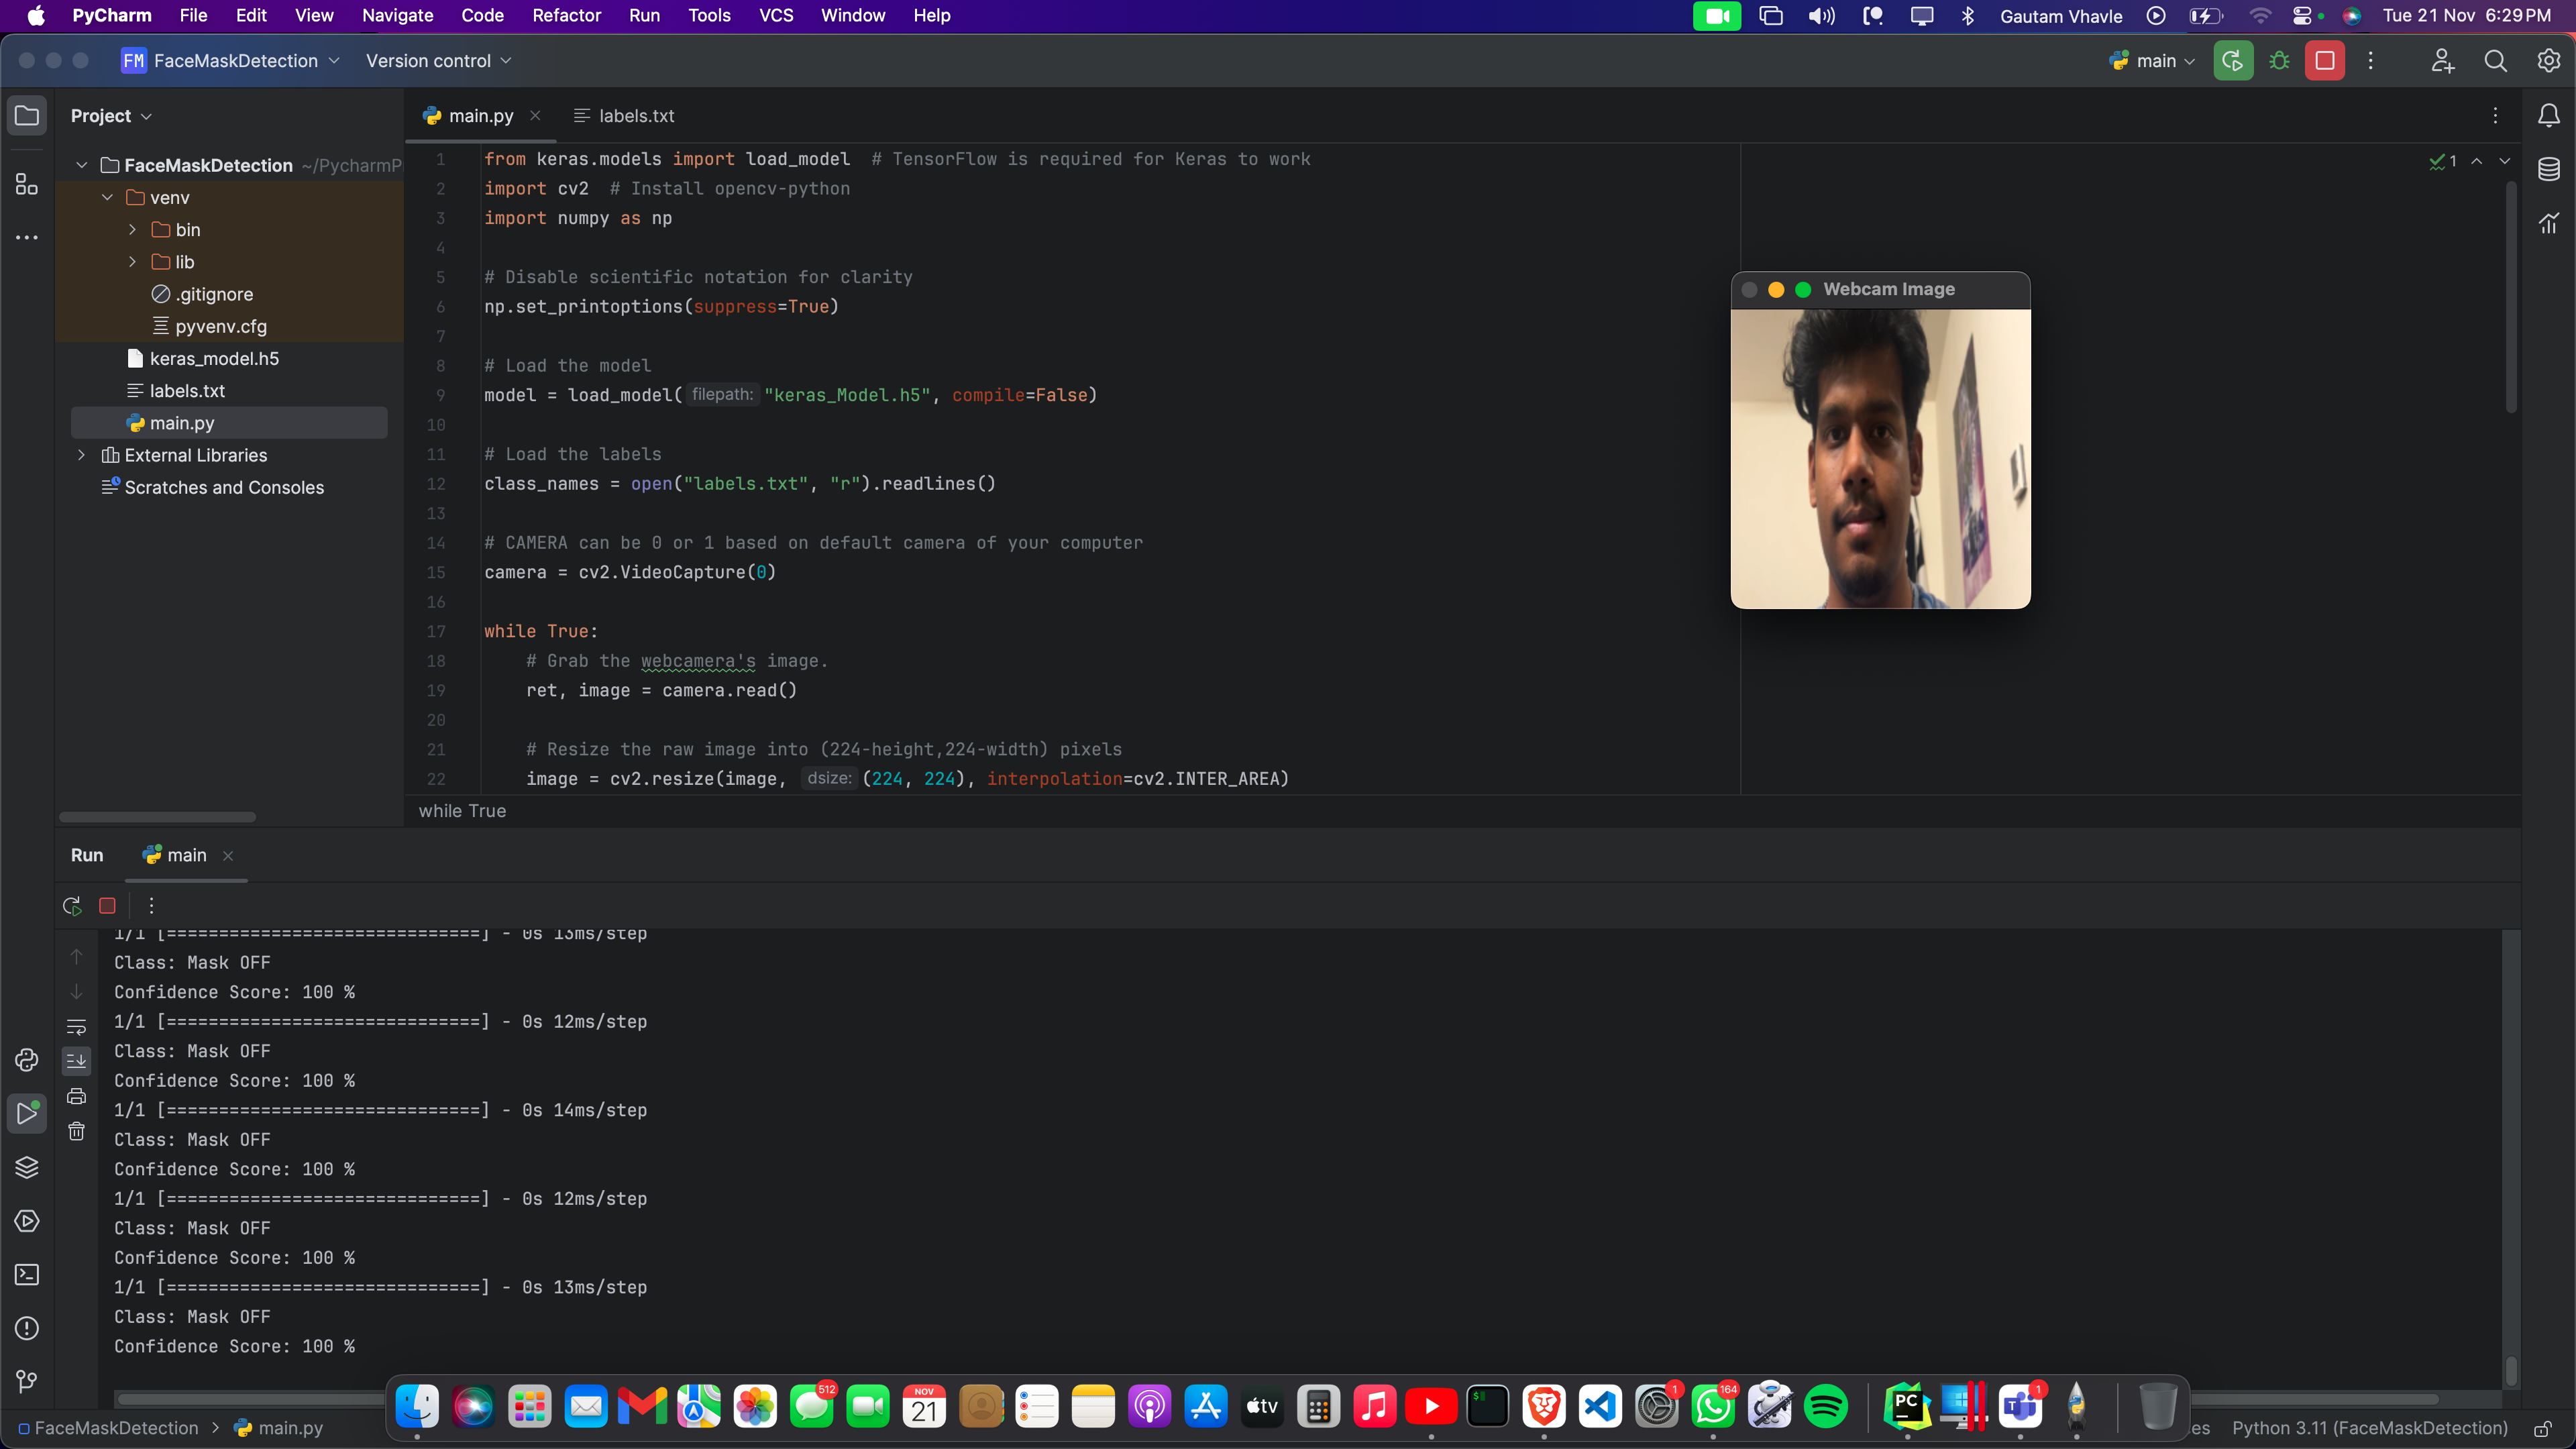 PyCharm File Edit View Navigate Code Refactor Run Tools VCS Window Help
Gautam Vhavle Tue 21 Nov 6:29 PM
FM FaceMaskDetection Version control
main
Project
FaceMaskDetection ~/PycharmP
venv
bin
lib
.gitignore
pyvenv.cfg
keras_model.h5
labels.txt
main.py
External Libraries
Scratches and Consoles
main.py labels.txt
1 from keras.models import load_model # TensorFlow is required for Keras to work
2 import cv2 # Install opencv-python
3 import numpy as np
4
5 # Disable scientific notation for clarity
6 np.set_printoptions(suppress=True)
7
8 # Load the model
9 model = load_model( filepath: "keras_Model.h5", compile=False)
10
11 # Load the labels
12 class_names = open("labels.txt", "r").readlines()
13
14 # CAMERA can be 0 or 1 based on default camera of your computer
15 camera = cv2.VideoCapture(0)
16
17 while True:
18 # Grab the webcamera's image.
19 ret, image = camera.read()
20
21 # Resize the raw image into (224-height,224-width) pixels
22 image = cv2.resize(image, dsize: (224, 224), interpolation=cv2.INTER_AREA)
1
while True
Webcam Image
Run main
1/1 [==============================] - 0s 13ms/step
Class: Mask OFF
Confidence Score: 100 %
1/1 [==============================] - 0s 12ms/step
Class: Mask OFF
Confidence Score: 100 %
1/1 [==============================] - 0s 14ms/step
Class: Mask OFF
Confidence Score: 100 %
1/1 [==============================] - 0s 12ms/step
Class: Mask OFF
Confidence Score: 100 %
1/1 [==============================] - 0s 13ms/step
Class: Mask OFF
Confidence Score: 100 %
512 NOV 21 tv $ 1 164 PC T 1
FaceMaskDetection > main.py
es Python 3.11 (FaceMaskDetection)